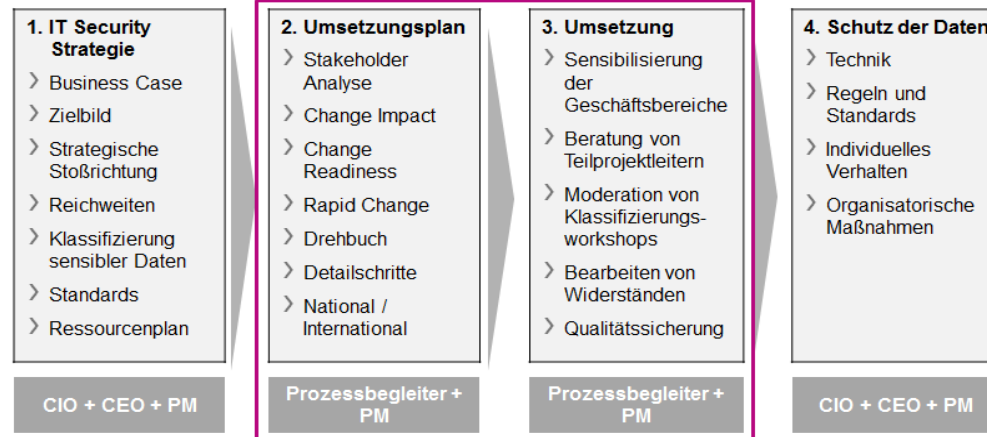 1. IT Security
Strategie
> Business Case
> Zielbild
> Strategische
Stoßrichtung
> Reichweiten
> Klassifizierung
sensibler Daten
> Standards
> Ressourcenplan
CIO + CEO + PM
2. Umsetzungsplan
> Stakeholder
Analyse
> Change Impact
> Change
Readiness
> Rapid Change
> Drehbuch
> Detailschritte
> National /
International
Prozessbegleiter +
PM
3. Umsetzung
> Sensibilisierung
der
Geschäftsbereiche
> Beratung von
Teilprojektleitern
> Moderation von
Klassifizierungs-
workshops
> Bearbeiten von
Widerständen
> Qualitätssicherung
Prozessbegleiter +
PM
4. Schutz der Daten
> Technik
> Regeln und
Standards
> Individuelles
Verhalten
> Organisatorische
Maßnahmen
CIO + CEO + PM